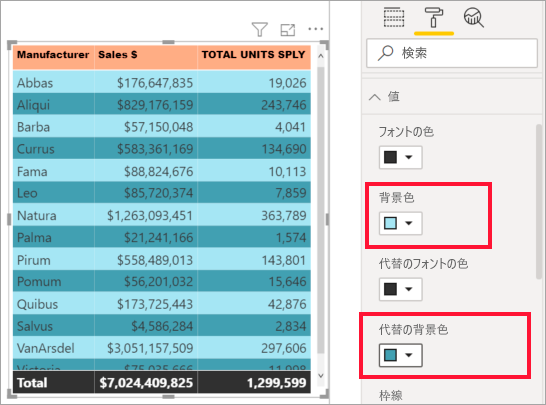 Manufacturer Sales $ TOTAL UNITS SPLY
Abbas $176,647,835 19,026
Aliqui $829,176,159 243,746
Barba $57,150,048 4,041
Currus $583,361,169 134,690
Fama $88,824,676 10,113
Leo $85,720,374 7,859
Natura $1,263,093,451 363,789
Palma $21,241,166 1,574
Pirum $558,489,013 143,801
Pomum $56,201,032 15,646
Quibus $173,725,443 42,876
Salvus $4,586,284 2,834
VanArsdel $3,051,157,509 297,606
Victoria $75,035,666 11,908
Total $7,024,409,825 1,299,599
検索
値
フォントの色
背景色
代替のフォントの色
代替の背景色
枠線